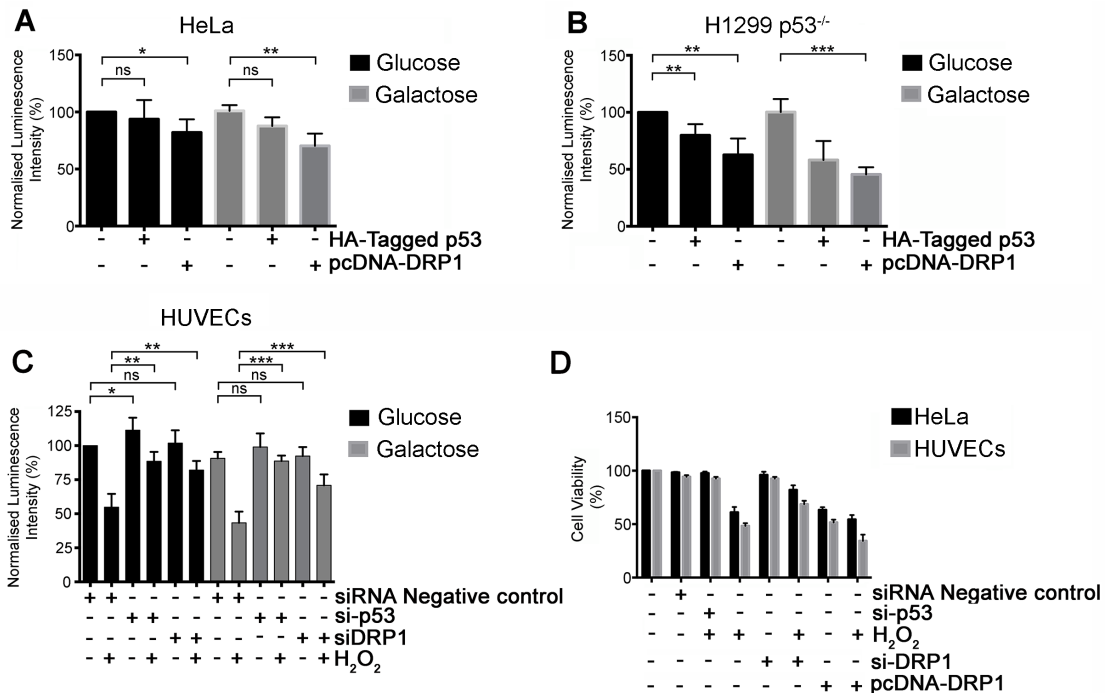 A
HeLa
Normalised Luminescence
Intensity (%)
150
100
50
0
*
ns
**
ns
Glucose
Galactose
- + - - + - HA-Tagged p53
- - + - - + pcDNA-DRP1
B
H1299 p53-/-
Normalised Luminescence
Intensity (%)
150
100
50
0
**
**
***
Glucose
Galactose
- + - - + - HA-Tagged p53
- - + - - + pcDNA-DRP1
C
HUVECs
Normalised Luminescence
Intensity (%)
125
100
75
50
25
0
**
**
ns
*
***
***
ns
ns
Glucose
Galactose
+ + - - - - + + - - - - siRNA Negative control
- - + + - - - - + + - - si-p53
- - - - + + - - - - + + siDRP1
- + - + - + - + - + - + H₂O₂
D
Cell Viability
(%)
150
100
50
0
HeLa
HUVECs
- + - - - - - - siRNA Negative control
- - + - - - - - si-p53
- - + + - + - + H₂O₂
- - - - + + - - si-DRP1
- - - - - - + + pcDNA-DRP1